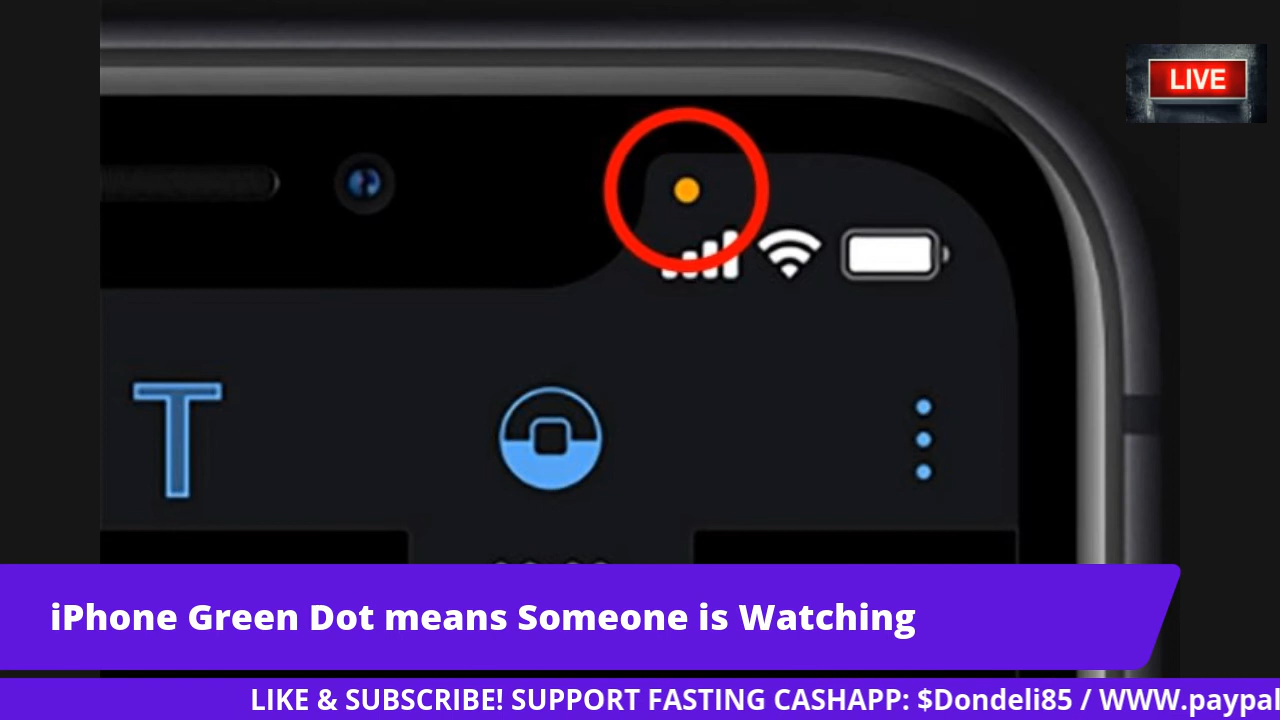 LIVE
T
iPhone Green Dot means Someone is Watching
LIKE & SUBSCRIBE! SUPPORT FASTING CASHAPP: $Dondeli85 / WWW.paypal